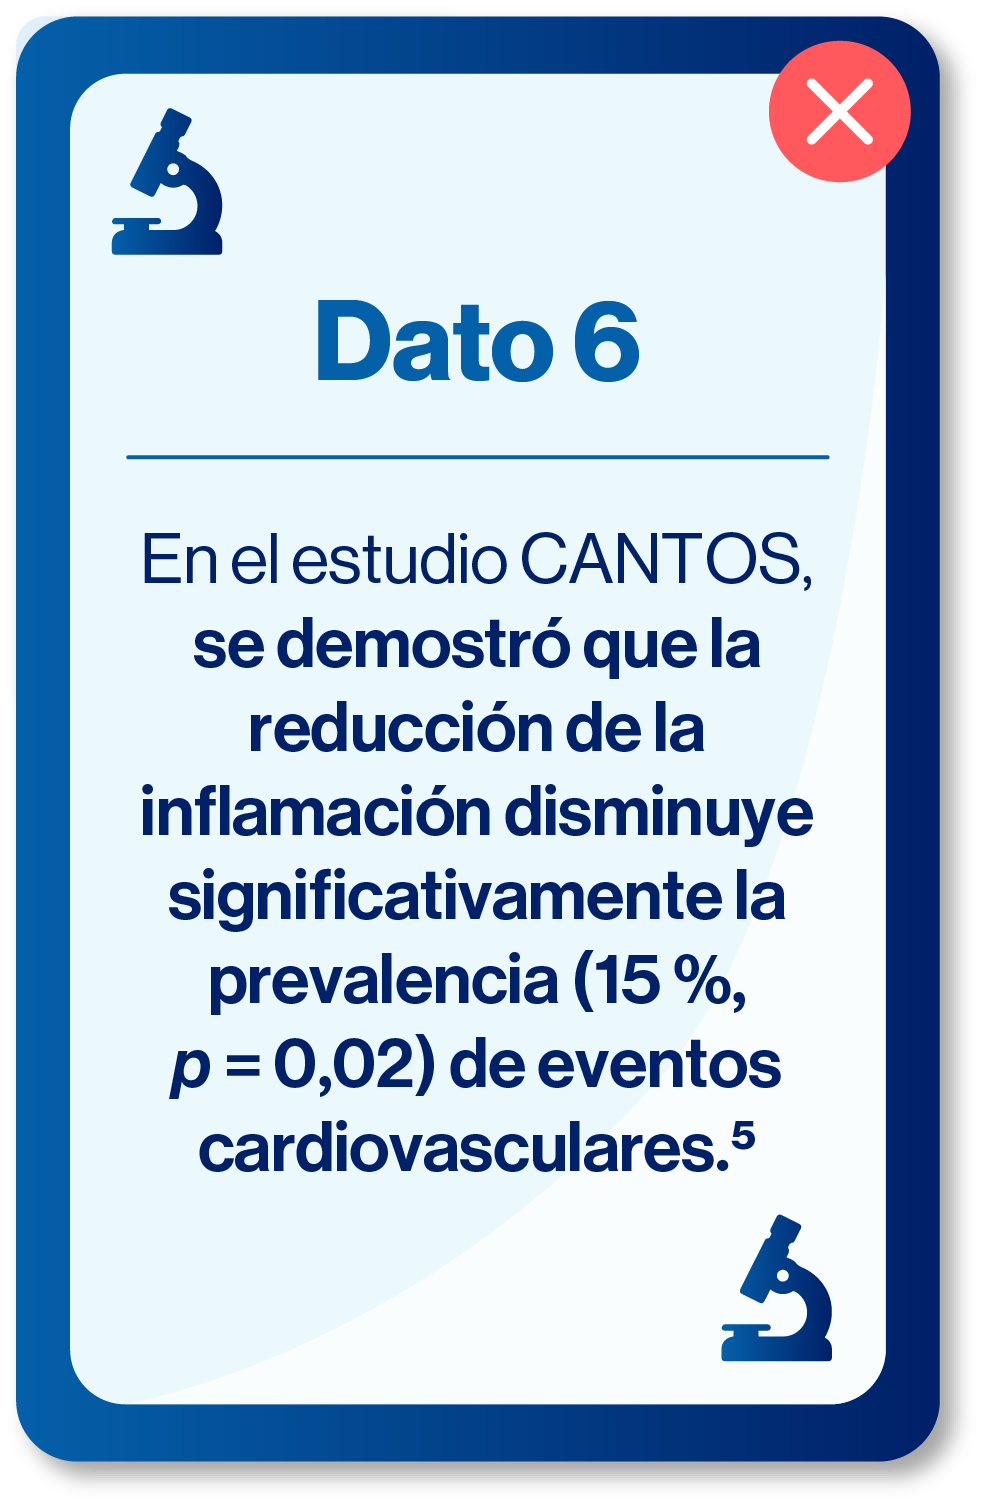 Dato 6
En el estudio CANTOS,
se demostró que la
reducción de la
inflamación disminuye
significativamente la
prevalencia (15 %,
p = 0,02) de eventos
cardiovasculares.⁵